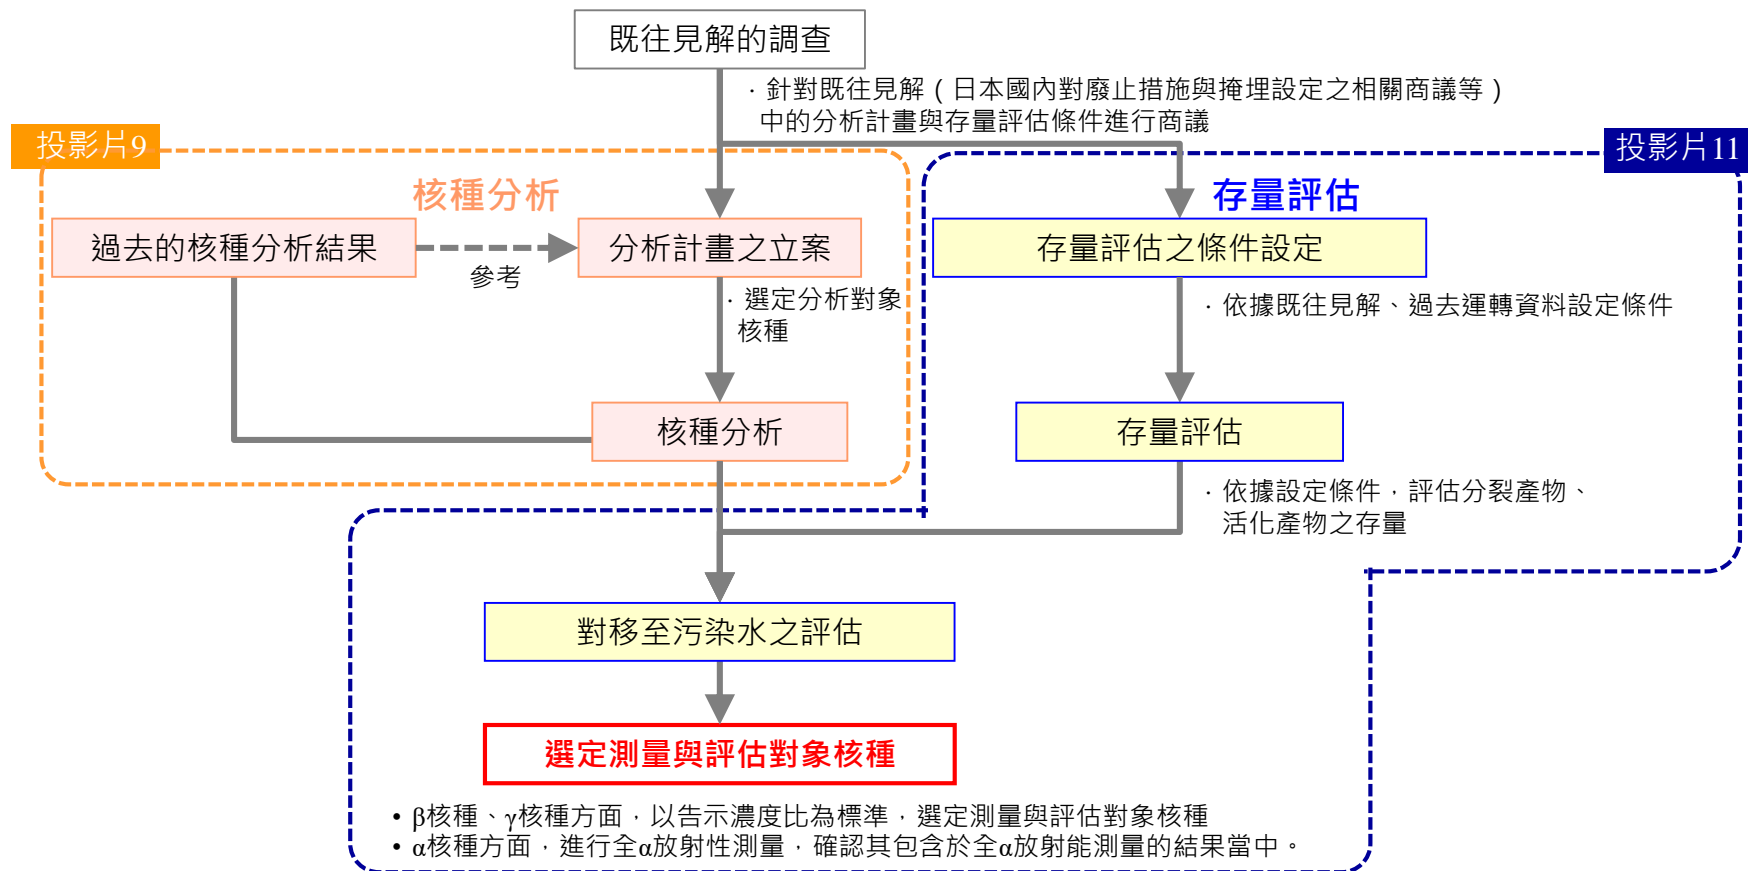 既往見解的調查
· 針對既往見解（日本國內對廢止措施與掩埋設定之相關商議等）
中的分析計畫與存量評估條件進行商議
投影片9
投影片11
核種分析
存量評估
過去的核種分析結果
參考
分析計畫之立案
存量評估之條件設定
· 選定分析對象
核種
· 依據既往見解、過去運轉資料設定條件
核種分析
存量評估
· 依據設定條件，評估分裂產物、
活化產物之存量
對移至污染水之評估
選定測量與評估對象核種
• β核種、γ核種方面，以告示濃度比為標準，選定測量與評估對象核種
• α核種方面，進行全α放射性測量，確認其包含於全α放射能測量的結果當中。